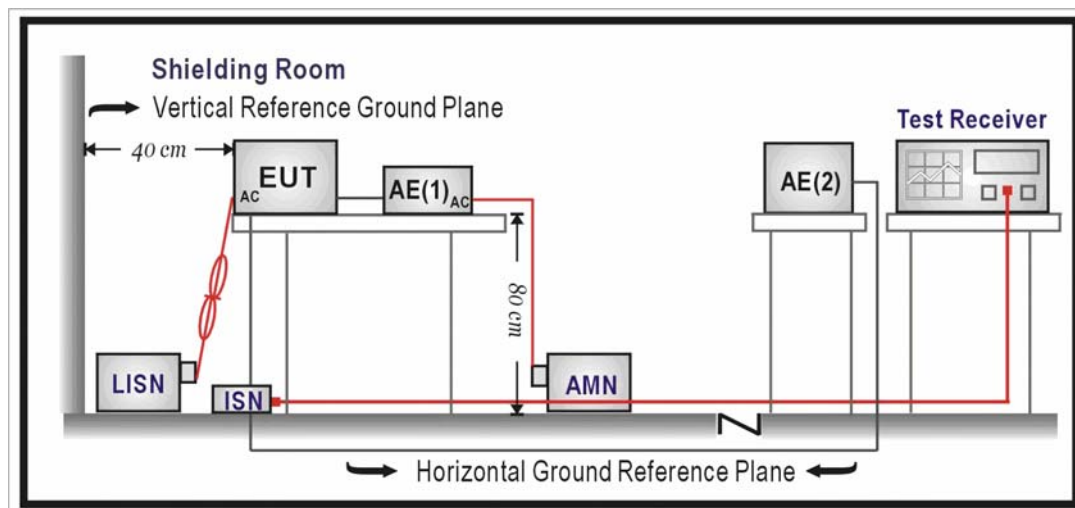 Shielding Room
Vertical Reference Ground Plane
Test Receiver
40 cm
EUT
AC
AE(1)
AC
AE(2)
80 cm
LISN
ISN
AMN
Horizontal Ground Reference Plane